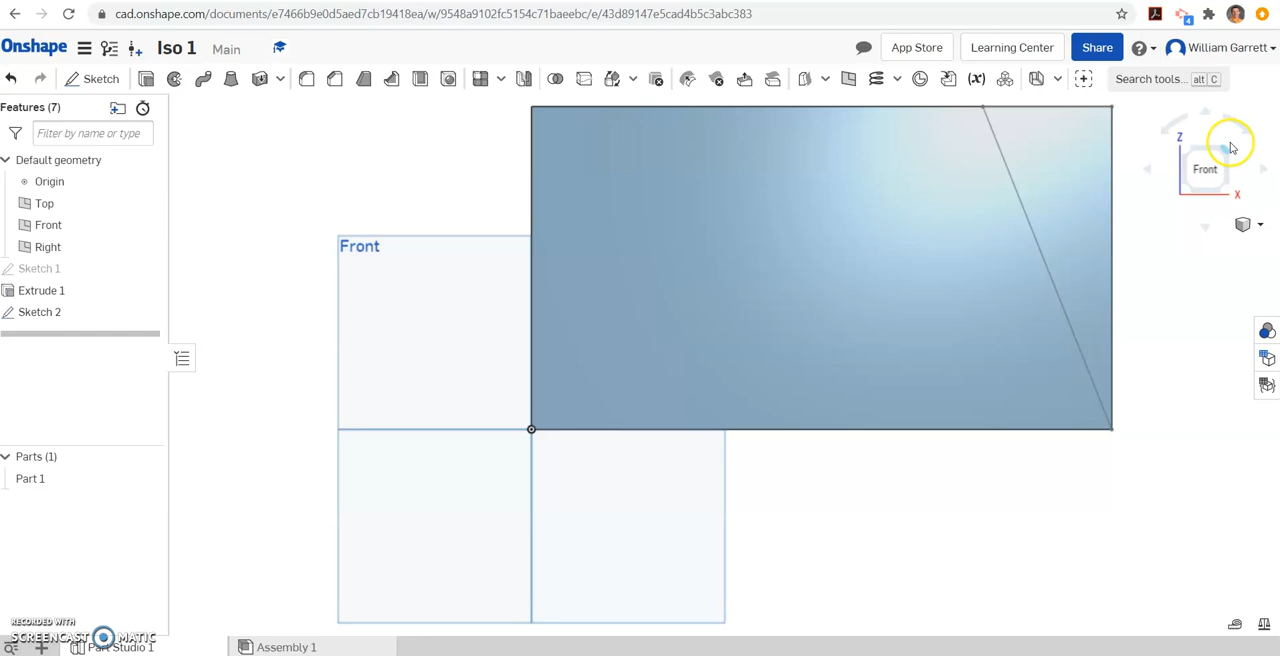 cad.onshape.com/documents/e7466b9e0d5aed7cb19418ea/w/9548a9102fc5154c71baeebc/e/43d89147e5cad4b5c3abc383
Onshape Iso 1 Main App Store Learning Center Share William Garrett
Sketch (x) Search tools... alt C
Features (7)
Filter by name or type
Default geometry
Origin
Top
Front
Right
Sketch 1
Extrude 1
Sketch 2
Parts (1)
Part 1
Front
Z
Front
X
RECORDED WITH
SCREENCAST MATIC
Part Studio 1 Assembly 1